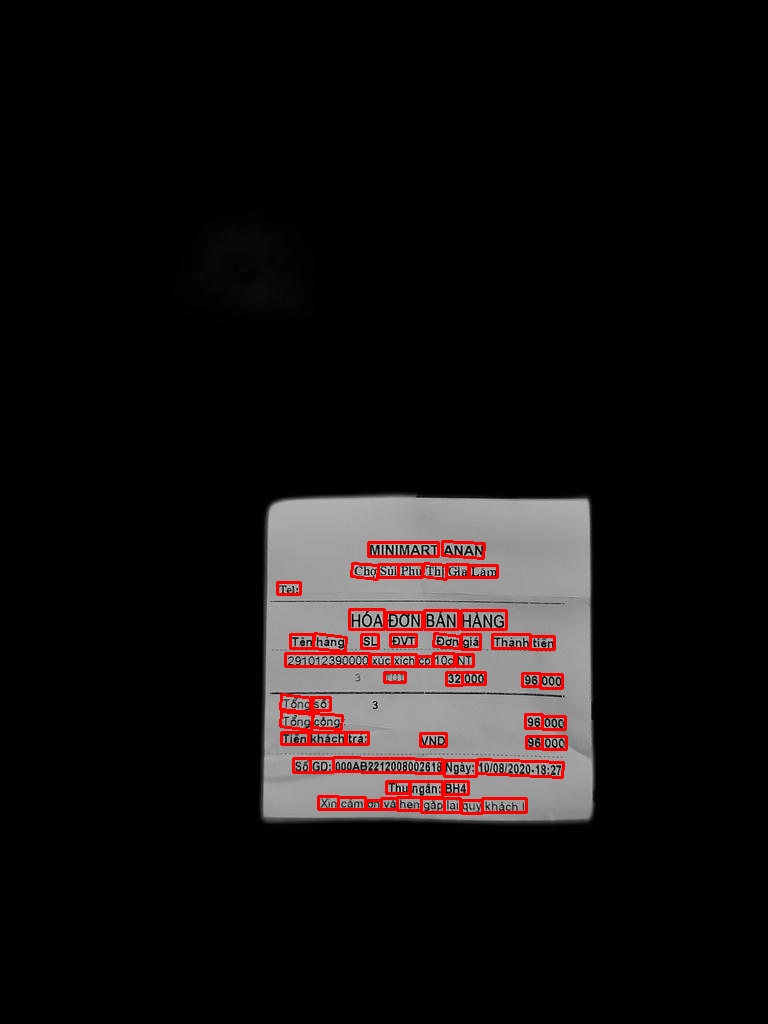 MINIMART ANAN
Chợ Sủi Phú Thị Gia Lâm
Tel:
HÓA ĐƠN BÁN HÀNG
Tên hàng SL ĐVT Đơn giá Thành tiền
291012390000 xúc xích cp 10c NT
3 32,000 96,000
Tổng số 3
Tổng cộng: 96,000
Tiền khách trả: VND 96,000
Số GD: 000AB2212008002618 Ngày: 10/08/2020-18:27
Thu ngân: BH4
Xin cảm ơn và hẹn gặp lại quý khách !